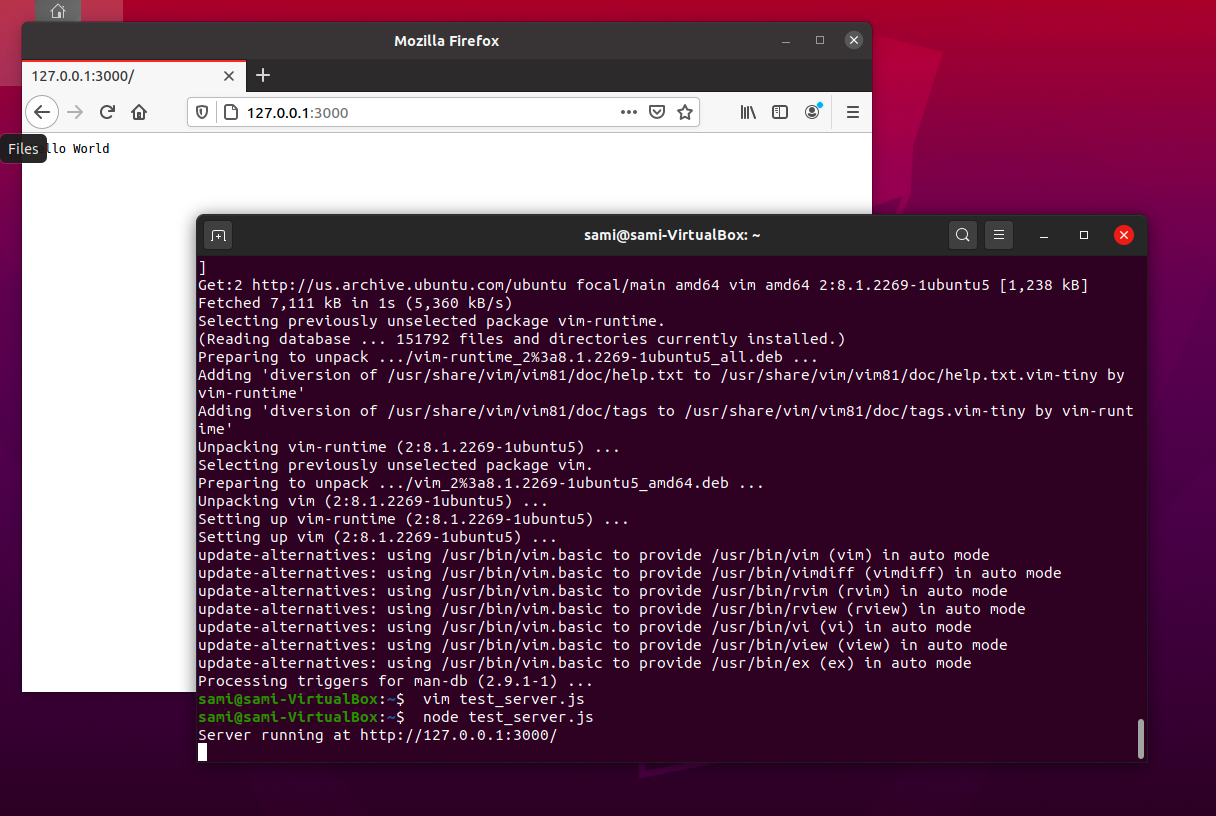 Mozilla Firefox
127.0.0.1:3000/
127.0.0.1:3000
Files
llo World
sami@sami-VirtualBox: ~
]
Get:2 http://us.archive.ubuntu.com/ubuntu focal/main amd64 vim amd64 2:8.1.2269-1ubuntu5 [1,238 kB]
Fetched 7,111 kB in 1s (5,360 kB/s)
Selecting previously unselected package vim-runtime.
(Reading database ... 151792 files and directories currently installed.)
Preparing to unpack .../vim-runtime_2%3a8.1.2269-1ubuntu5_all.deb ...
Adding 'diversion of /usr/share/vim/vim81/doc/help.txt to /usr/share/vim/vim81/doc/help.txt.vim-tiny by
vim-runtime'
Adding 'diversion of /usr/share/vim/vim81/doc/tags to /usr/share/vim/vim81/doc/tags.vim-tiny by vim-runt
ime'
Unpacking vim-runtime (2:8.1.2269-1ubuntu5) ...
Selecting previously unselected package vim.
Preparing to unpack .../vim_2%3a8.1.2269-1ubuntu5_amd64.deb ...
Unpacking vim (2:8.1.2269-1ubuntu5) ...
Setting up vim-runtime (2:8.1.2269-1ubuntu5) ...
Setting up vim (2:8.1.2269-1ubuntu5) ...
update-alternatives: using /usr/bin/vim.basic to provide /usr/bin/vim (vim) in auto mode
update-alternatives: using /usr/bin/vim.basic to provide /usr/bin/vimdiff (vimdiff) in auto mode
update-alternatives: using /usr/bin/vim.basic to provide /usr/bin/rvim (rvim) in auto mode
update-alternatives: using /usr/bin/vim.basic to provide /usr/bin/rview (rview) in auto mode
update-alternatives: using /usr/bin/vim.basic to provide /usr/bin/vi (vi) in auto mode
update-alternatives: using /usr/bin/vim.basic to provide /usr/bin/view (view) in auto mode
update-alternatives: using /usr/bin/vim.basic to provide /usr/bin/ex (ex) in auto mode
Processing triggers for man-db (2.9.1-1) ...
sami@sami-VirtualBox:~$  vim test_server.js
sami@sami-VirtualBox:~$  node test_server.js
Server running at http://127.0.0.1:3000/